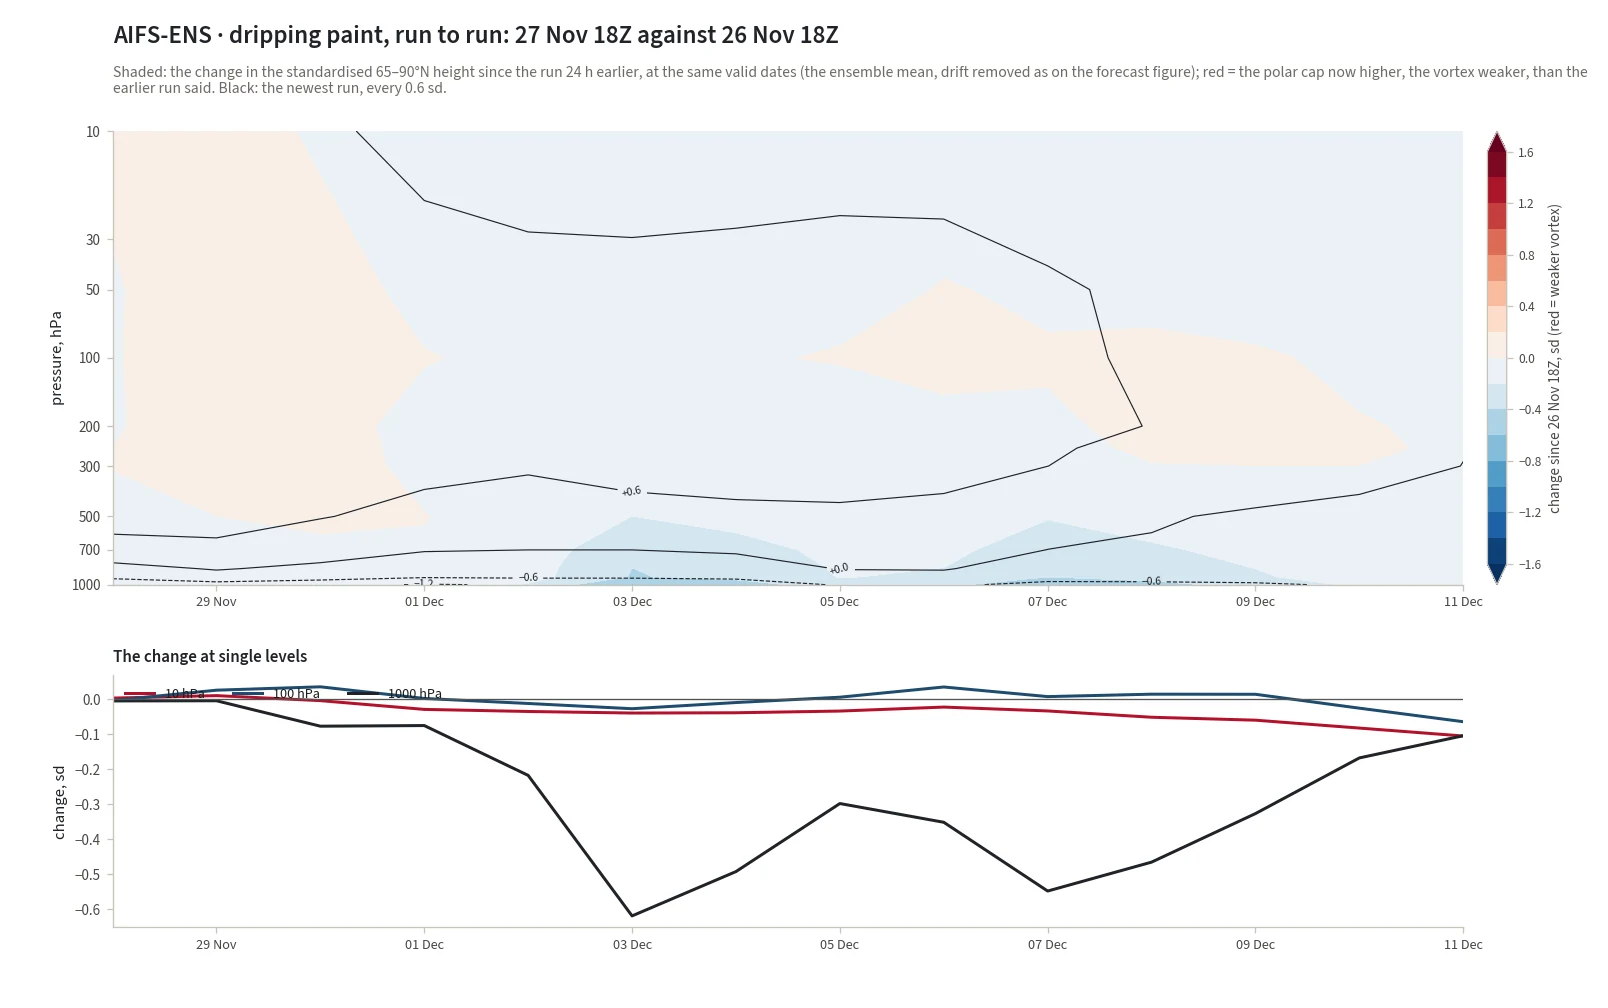 AIFS-ENS · dripping paint, run to run: 27 Nov 18Z against 26 Nov 18Z
Shaded: the change in the standardised 65–90°N height since the run 24 h earlier, at the same valid dates (the ensemble mean, drift removed as on the forecast figure); red = the polar cap now higher, the vortex weaker, than the
earlier run said. Black: the newest run, every 0.6 sd.
10
30
50
100
200
300
500
700
1000
pressure, hPa
+0.6
+0.0
−0.6
−1.2
−0.6
29 Nov
01 Dec
03 Dec
05 Dec
07 Dec
09 Dec
11 Dec
1.6
1.2
0.8
0.4
0.0
−0.4
−0.8
−1.2
−1.6
change since 26 Nov 18Z, sd (red = weaker vortex)
The change at single levels
10 hPa
100 hPa
1000 hPa
0.0
−0.1
−0.2
−0.3
−0.4
−0.5
−0.6
change, sd
29 Nov
01 Dec
03 Dec
05 Dec
07 Dec
09 Dec
11 Dec